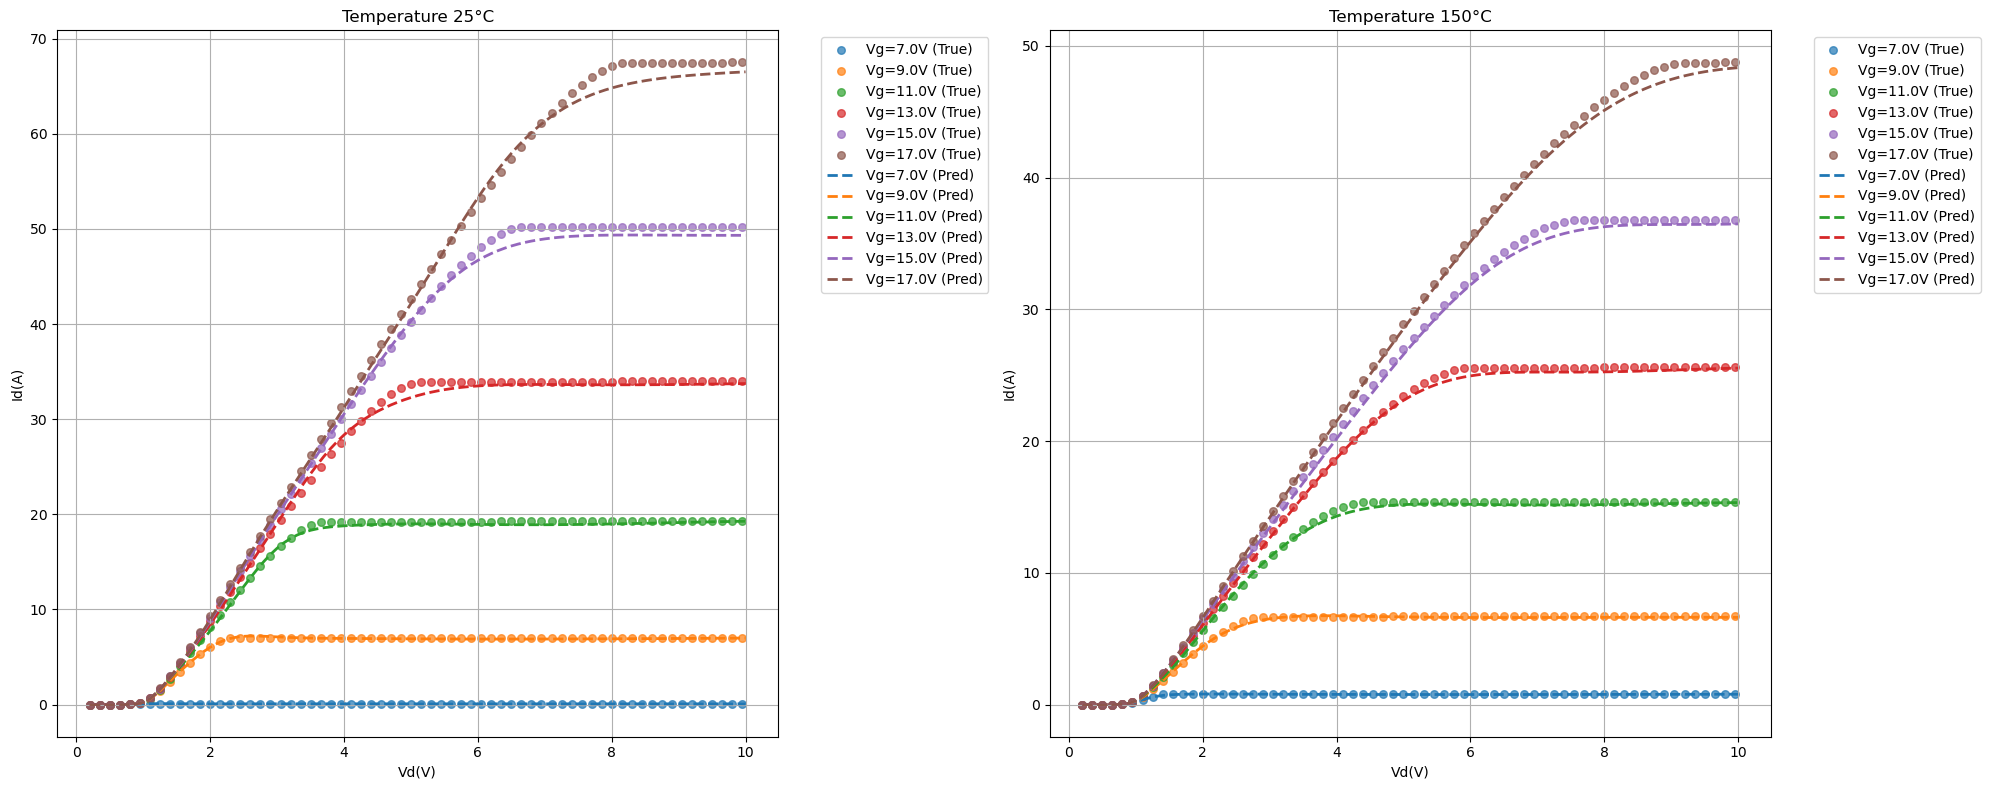 Temperature 25°C
70
60
50
40
30
20
10
0
Id(A)
0
2
4
6
8
10
Vd(V)
Vg=7.0V (True)
Vg=9.0V (True)
Vg=11.0V (True)
Vg=13.0V (True)
Vg=15.0V (True)
Vg=17.0V (True)
Vg=7.0V (Pred)
Vg=9.0V (Pred)
Vg=11.0V (Pred)
Vg=13.0V (Pred)
Vg=15.0V (Pred)
Vg=17.0V (Pred)
Temperature 150°C
50
40
30
20
10
0
Id(A)
0
2
4
6
8
10
Vd(V)
Vg=7.0V (True)
Vg=9.0V (True)
Vg=11.0V (True)
Vg=13.0V (True)
Vg=15.0V (True)
Vg=17.0V (True)
Vg=7.0V (Pred)
Vg=9.0V (Pred)
Vg=11.0V (Pred)
Vg=13.0V (Pred)
Vg=15.0V (Pred)
Vg=17.0V (Pred)